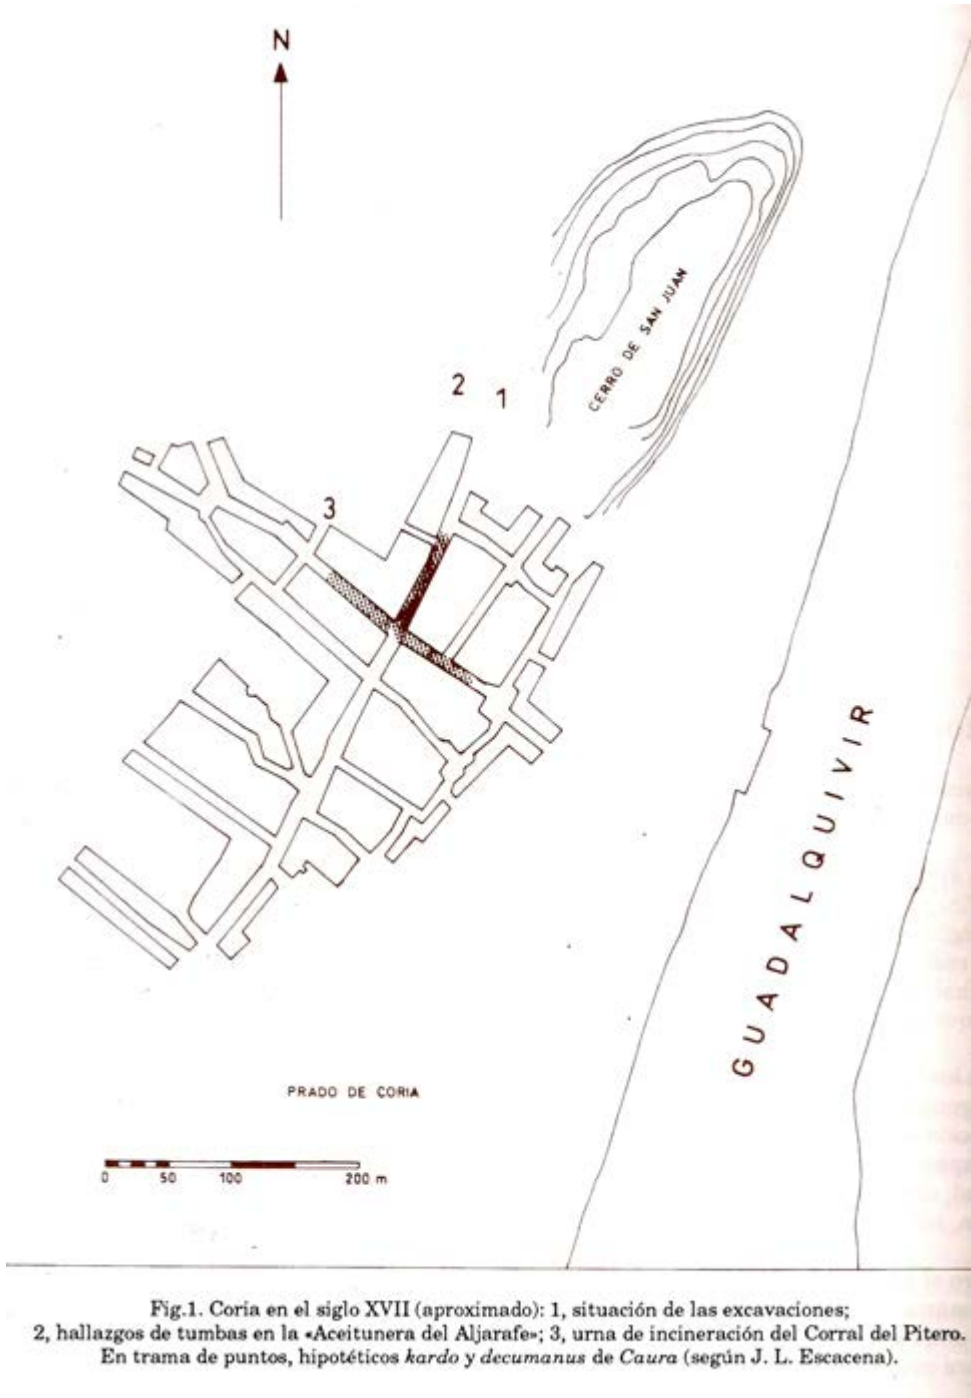 N
CERRO DE SAN JUAN
2
1
3
GUADALQUIVIR
PRADO DE CORIA
0 50 100 200 m
Fig.1. Coria en el siglo XVII (aproximado): 1, situación de las excavaciones;
2, hallazgos de tumbas en la «Aceitunera del Aljarafe»; 3, urna de incineración del Corral del Pitero.
En trama de puntos, hipotéticos kardo y decumanus de Caura (según J. L. Escacena).